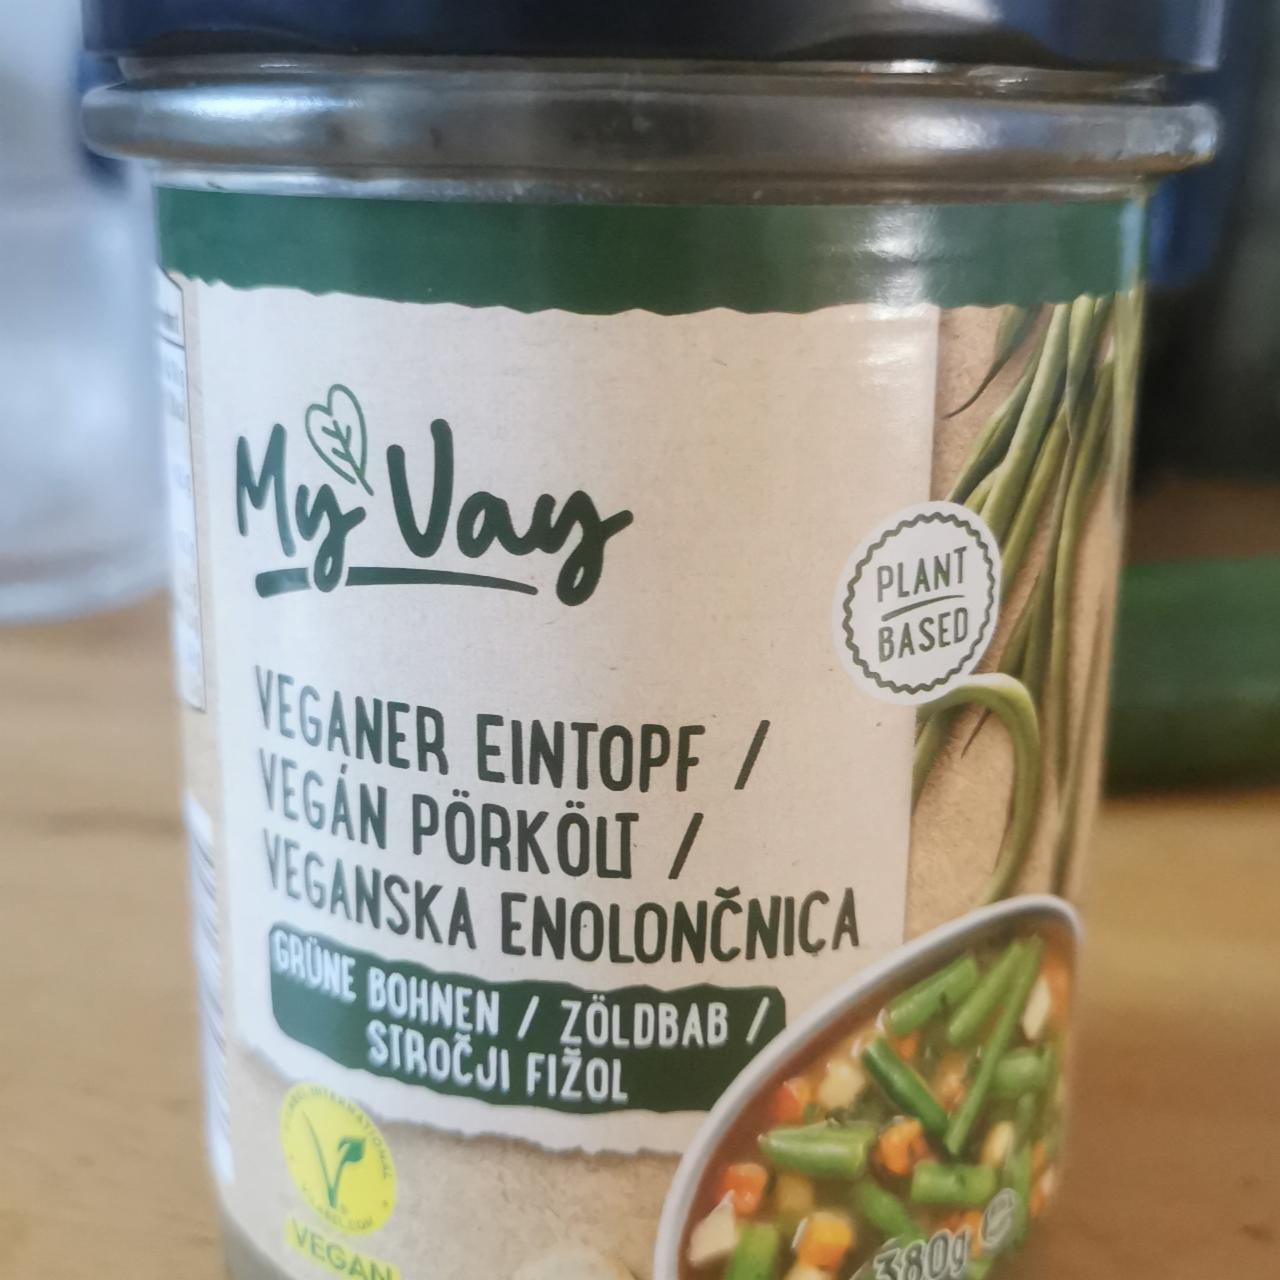 My Vay
PLANT
BASED
VEGANER EINTOPF /
VEGÁN PÖRKÖLT /
VEGANSKA ENOLONČNICA
GRÜNE BOHNEN / ZÖLDBAB /
STROČJI FIŽOL
VEGAN
380g e